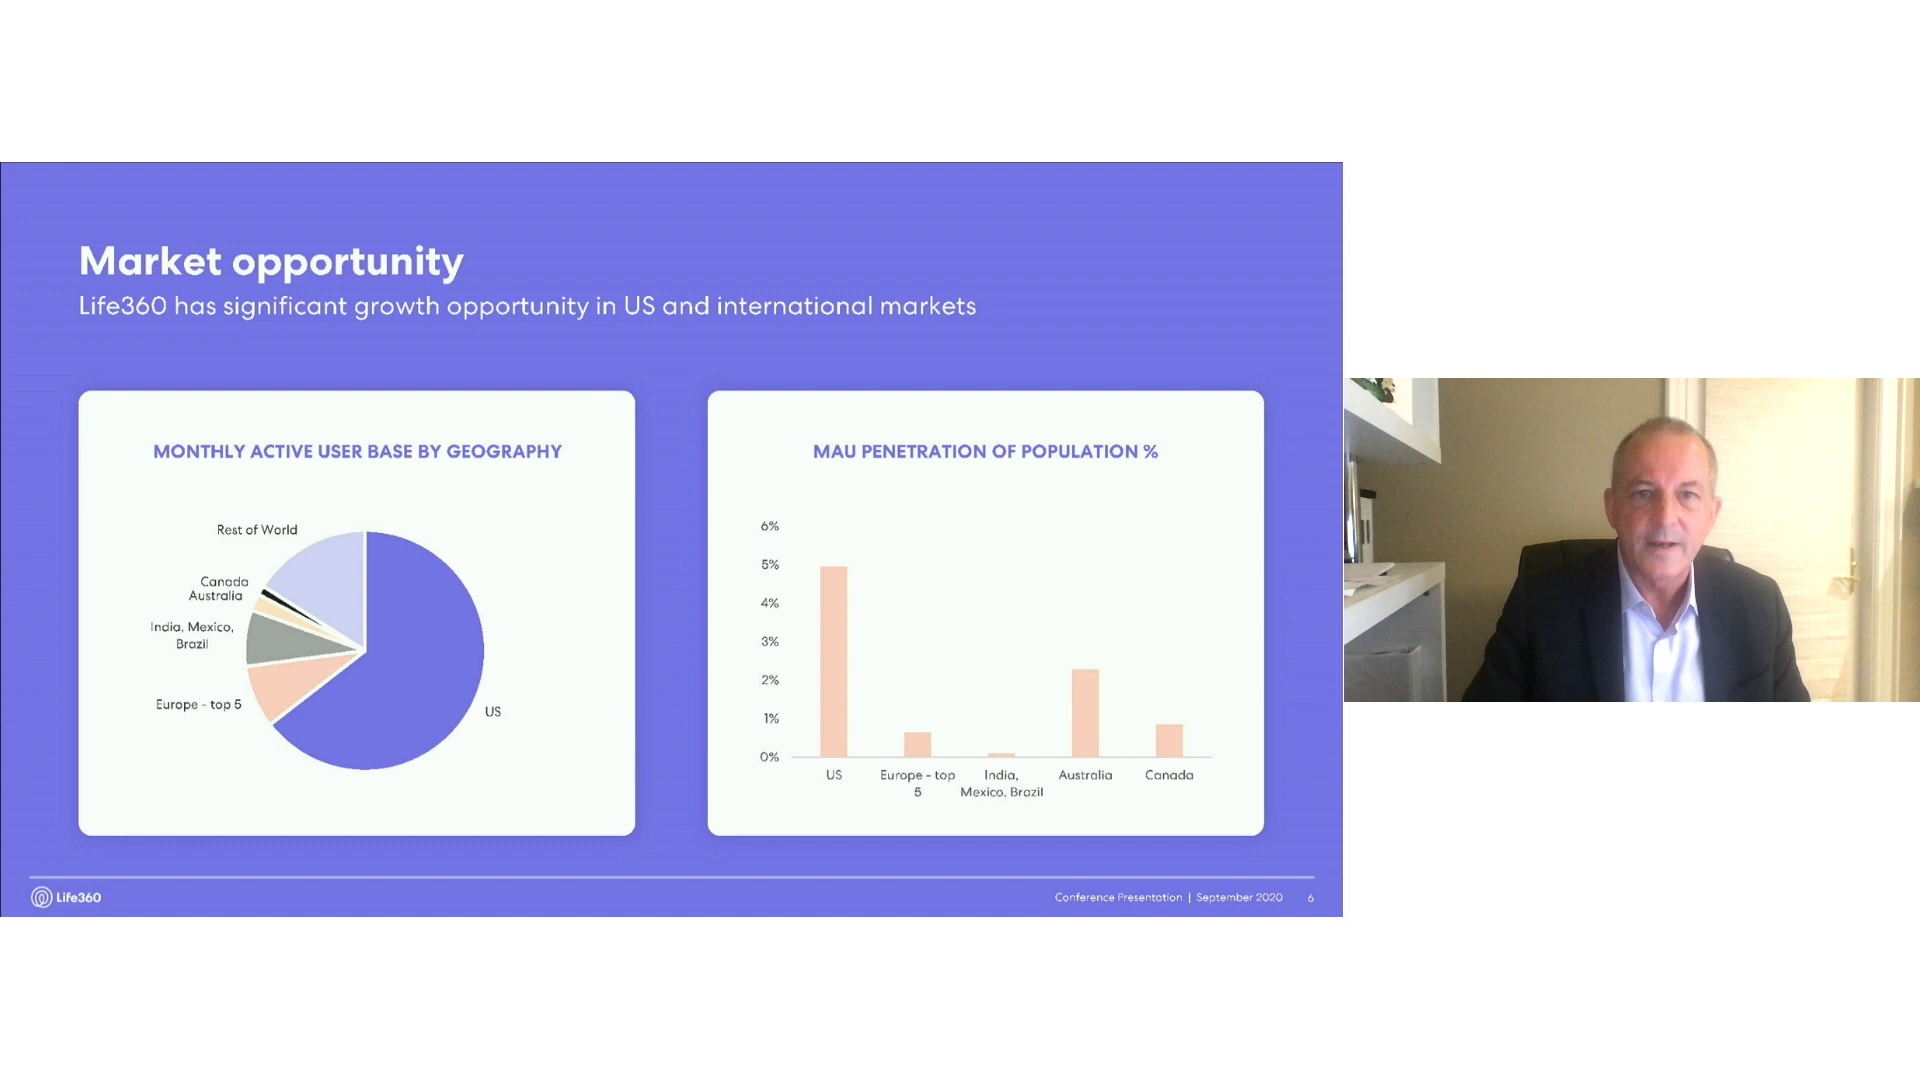 Market opportunity
Life360 has significant growth opportunity in US and international markets
MONTHLY ACTIVE USER BASE BY GEOGRAPHY
Rest of World
Canada
Australia
India, Mexico,
Brazil
Europe - top 5
US
MAU PENETRATION OF POPULATION %
6%
5%
4%
3%
2%
1%
0%
US
Europe - top
5
India,
Mexico, Brazil
Australia
Canada
Life360
Conference Presentation | September 2020 6